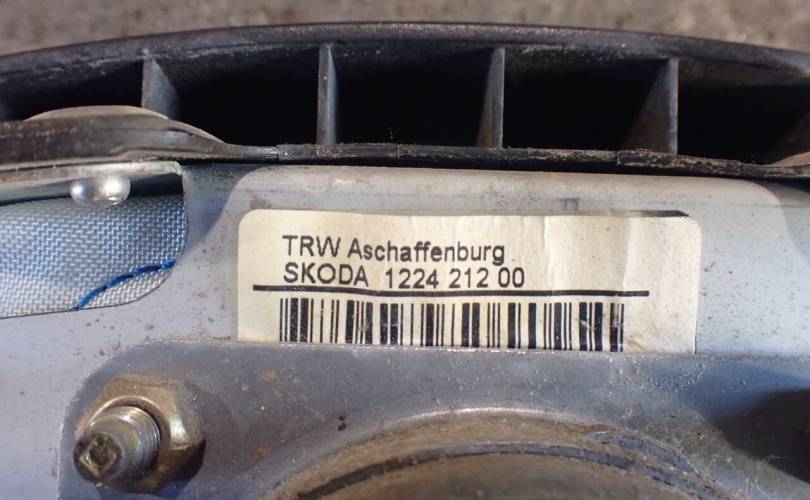 TRW Aschaffenburg
SKODA 1224 212 00